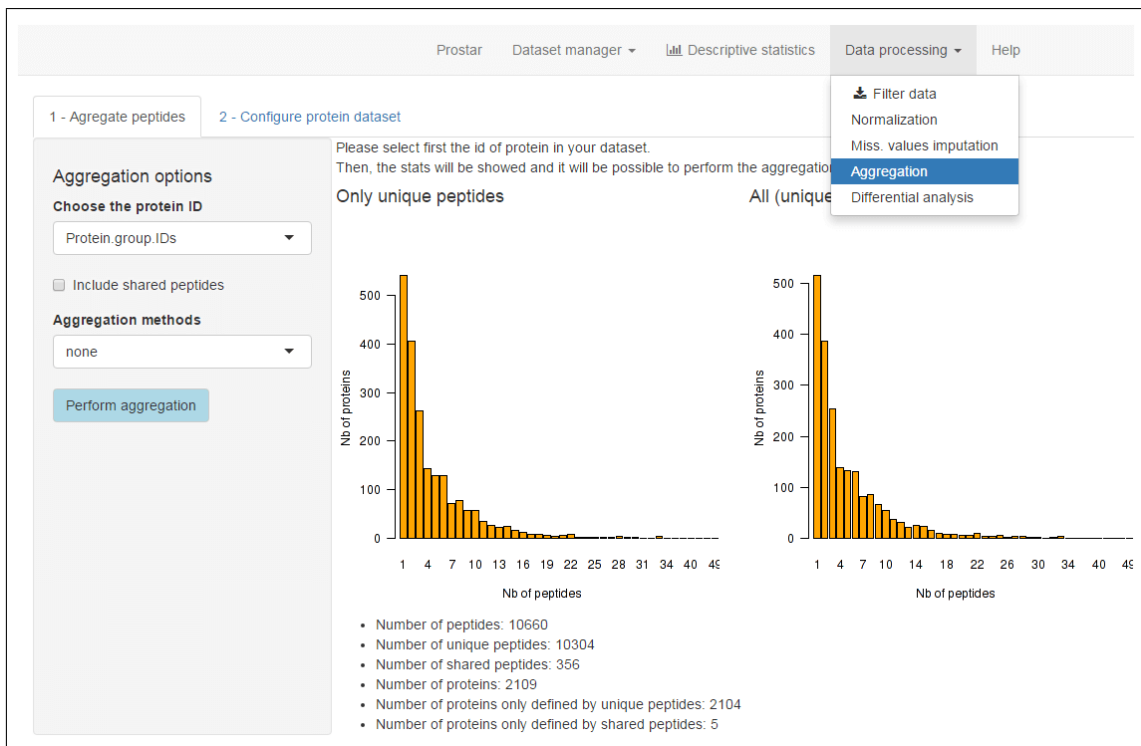 Prostar Dataset manager Descriptive statistics Data processing Help
Filter data
Normalization
Miss. values imputation
Aggregation
Differential analysis
1 - Agregate peptides 2 - Configure protein dataset
Aggregation options
Choose the protein ID
Protein.group.IDs
Include shared peptides
Aggregation methods
none
Perform aggregation
Please select first the id of protein in your dataset.
Then, the stats will be showed and it will be possible to perform the aggregation
Only unique peptides
500
400
300
200
100
0
Nb of proteins
1 4 7 10 13 16 19 22 25 28 31 34 40 49
Nb of peptides
All (unique
500
400
300
200
100
0
Nb of proteins
1 4 7 10 14 18 22 26 30 34 40 49
Nb of peptides
Number of peptides: 10660
Number of unique peptides: 10304
Number of shared peptides: 356
Number of proteins: 2109
Number of proteins only defined by unique peptides: 2104
Number of proteins only defined by shared peptides: 5